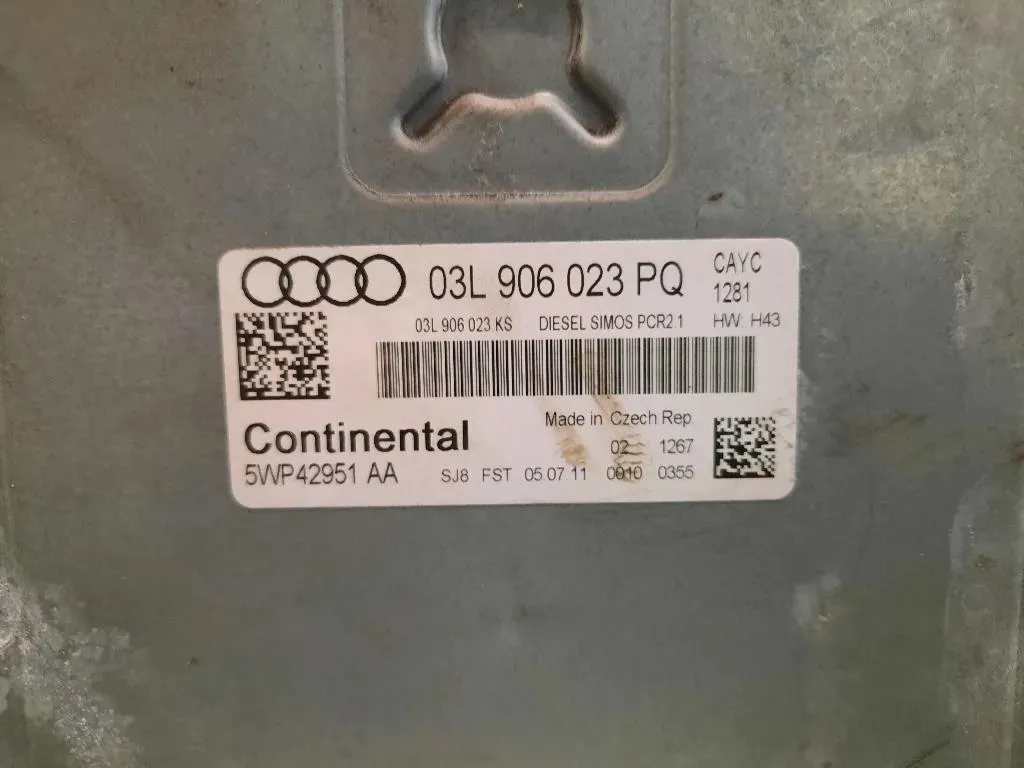 03L 906 023 PQ CAYC
1281
03L 906 023 KS DIESEL SIMOS PCR2.1 HW H43
Made in Czech Rep.
Continental 02 1267
5WP42951 AA SJ8 FST 05.07.11 0010 0355